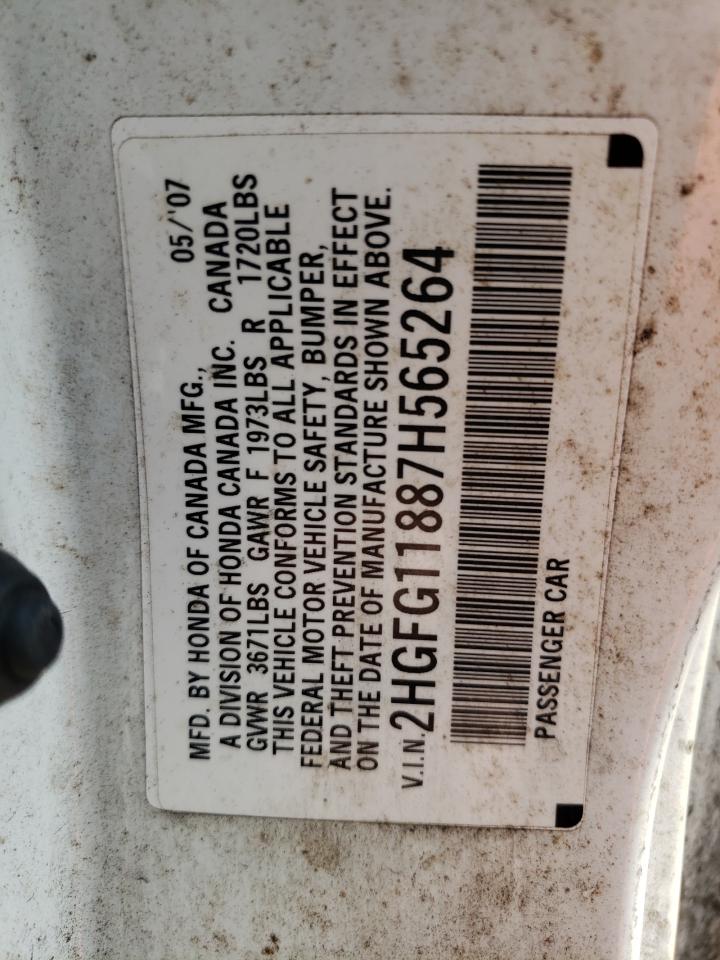 MFD. BY HONDA OF CANADA MFG., 05/'07
A DIVISION OF HONDA CANADA INC. CANADA
GVWR 3671LBS GAWR F 1973LBS R 1720LBS
THIS VEHICLE CONFORMS TO ALL APPLICABLE
FEDERAL MOTOR VEHICLE SAFETY, BUMPER,
AND THEFT PREVENTION STANDARDS IN EFFECT
ON THE DATE OF MANUFACTURE SHOWN ABOVE.
V.I.N. 2HGFG11887H565264
PASSENGER CAR